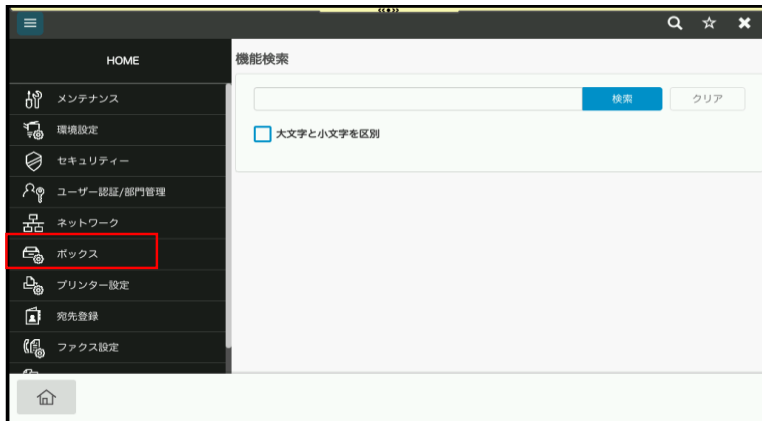 HOME
メンテナンス
環境設定
セキュリティー
ユーザー認証/部門管理
ネットワーク
ボックス
プリンター設定
宛先登録
ファクス設定
機能検索
検索
クリア
大文字と小文字を区別